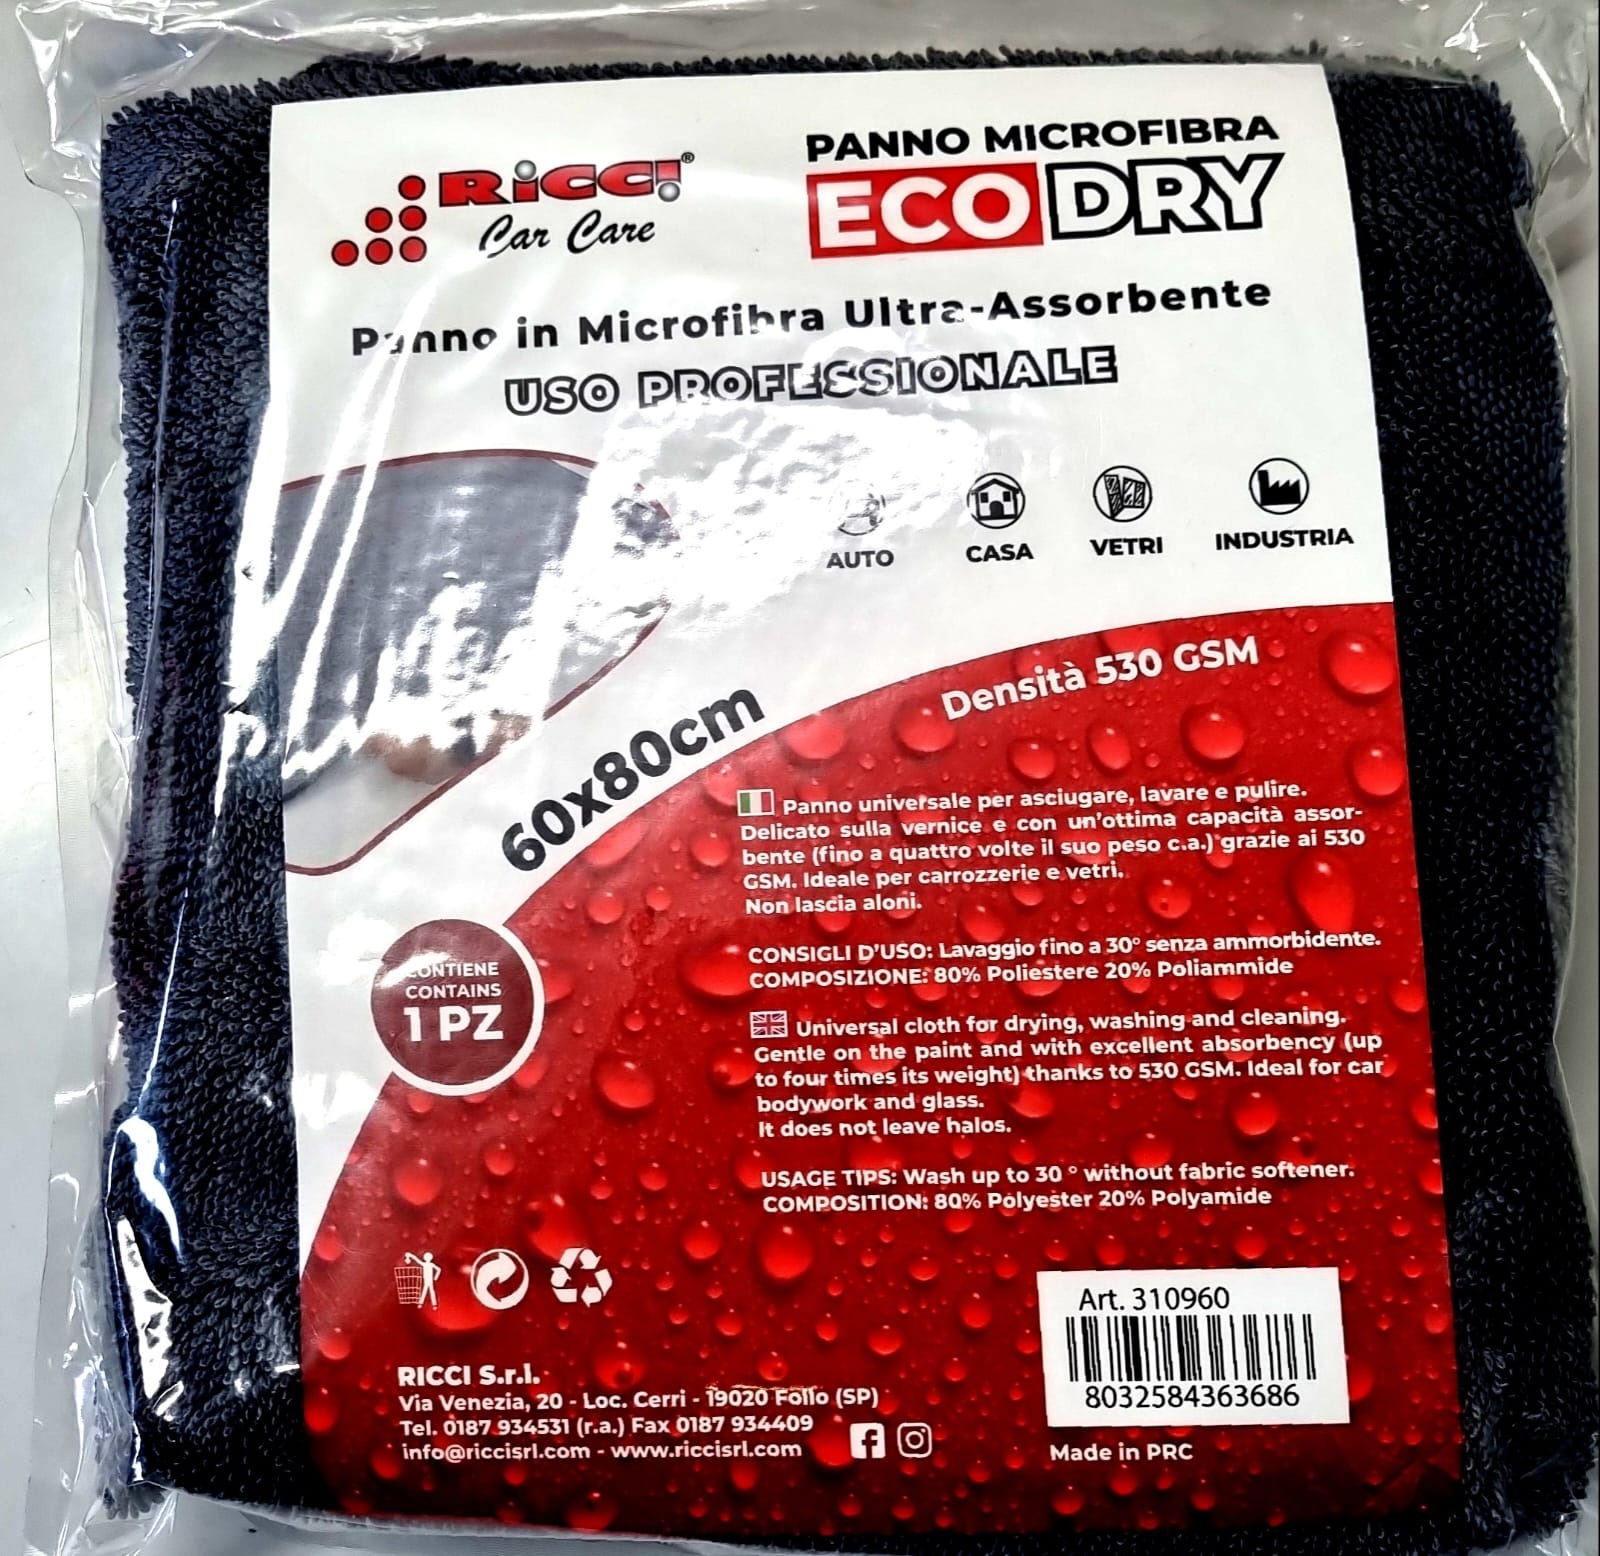 RICCI®
Car Care
PANNO MICROFIBRA
ECO DRY
Panno in Microfibra Ultra-Assorbente
USO PROFESSIONALE
AUTO
CASA
VETRI
INDUSTRIA
60x80cm
Densità 530 GSM
Panno universale per asciugare, lavare e pulire.
Delicato sulla vernice e con un'ottima capacità assor-
bente (fino a quattro volte il suo peso c.a.) grazie ai 530
GSM. Ideale per carrozzerie e vetri.
Non lascia aloni.
CONSIGLI D'USO: Lavaggio fino a 30° senza ammorbidente.
COMPOSIZIONE: 80% Poliestere 20% Poliammide
CONTIENE
CONTAINS
1 PZ
Universal cloth for drying, washing and cleaning.
Gentle on the paint and with excellent absorbency (up
to four times its weight) thanks to 530 GSM. Ideal for car
bodywork and glass.
It does not leave halos.
USAGE TIPS: Wash up to 30 ° without fabric softener.
COMPOSITION: 80% Polyester 20% Polyamide
RICCI S.r.l.
Via Venezia, 20 - Loc. Cerri - 19020 Follo (SP)
Tel. 0187 934531 (r.a.) Fax 0187 934409
info@riccisrl.com - www.riccisrl.com
Art. 310960
8032584363686
Made in PRC